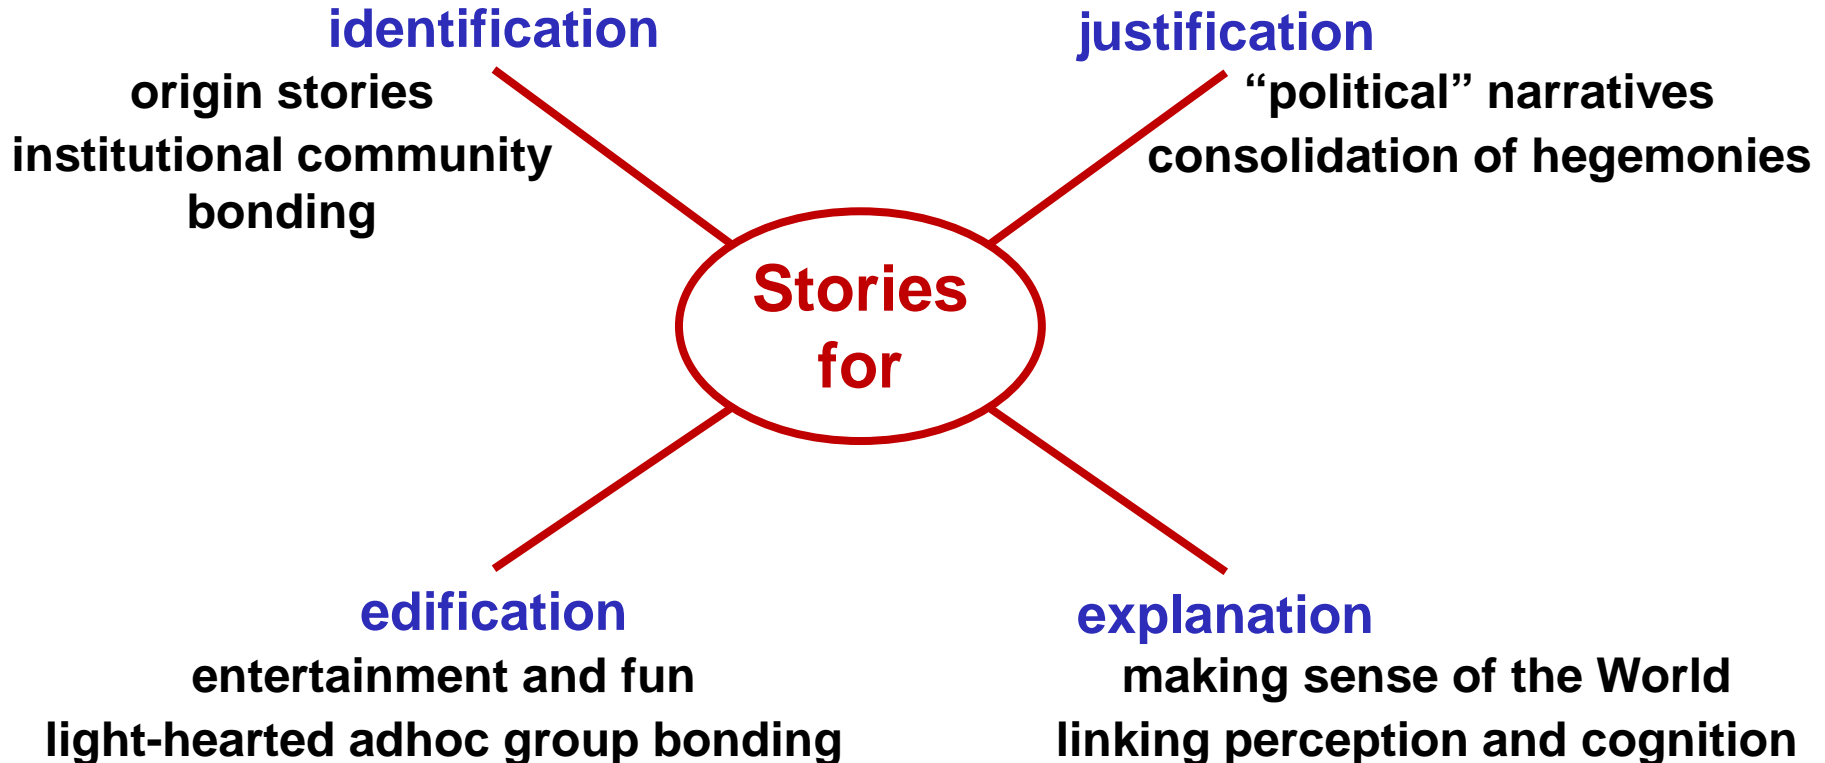 identification
origin stories
institutional community
bonding
justification
“political” narratives
consolidation of hegemonies
Stories
for
edification
entertainment and fun
light-hearted adhoc group bonding
explanation
making sense of the World
linking perception and cognition